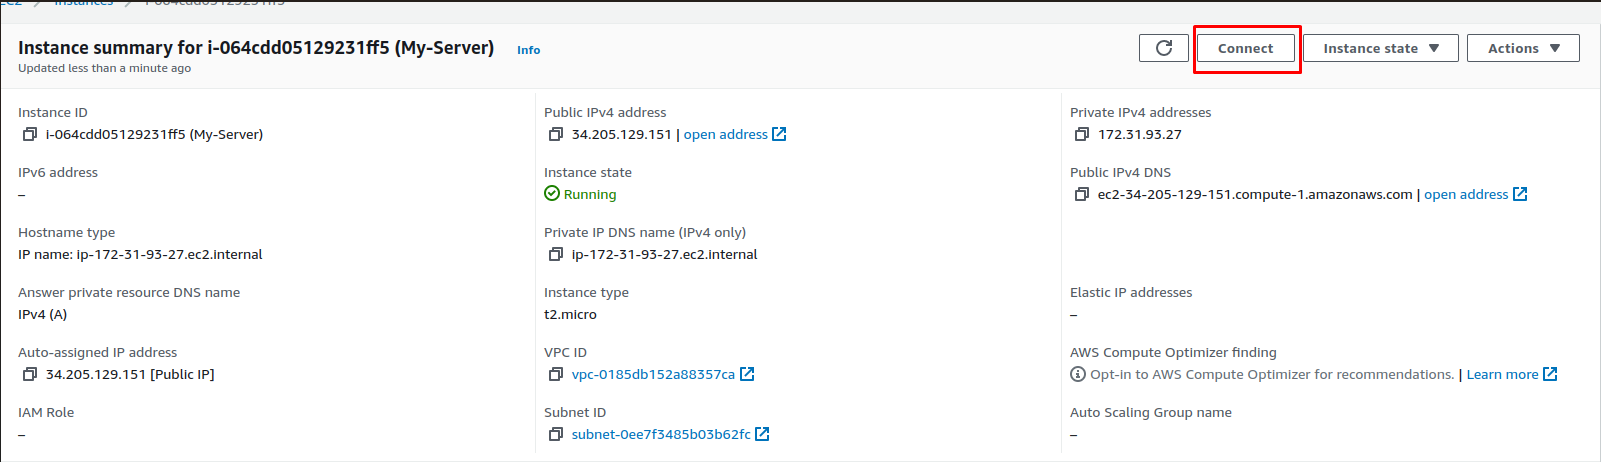 EC2 > Instances > i-064cdd05129231ff5
Instance summary for i-064cdd05129231ff5 (My-Server) Info
Updated less than a minute ago
Connect
Instance state
Actions
Instance ID
i-064cdd05129231ff5 (My-Server)
Public IPv4 address
34.205.129.151 | open address
Private IPv4 addresses
172.31.93.27
IPv6 address
–
Instance state
Running
Public IPv4 DNS
ec2-34-205-129-151.compute-1.amazonaws.com | open address
Hostname type
IP name: ip-172-31-93-27.ec2.internal
Private IP DNS name (IPv4 only)
ip-172-31-93-27.ec2.internal
Answer private resource DNS name
IPv4 (A)
Instance type
t2.micro
Elastic IP addresses
–
Auto-assigned IP address
34.205.129.151 [Public IP]
VPC ID
vpc-0185db152a88357ca
AWS Compute Optimizer finding
Opt-in to AWS Compute Optimizer for recommendations. | Learn more
IAM Role
–
Subnet ID
subnet-0ee7f3485b03b62fc
Auto Scaling Group name
–